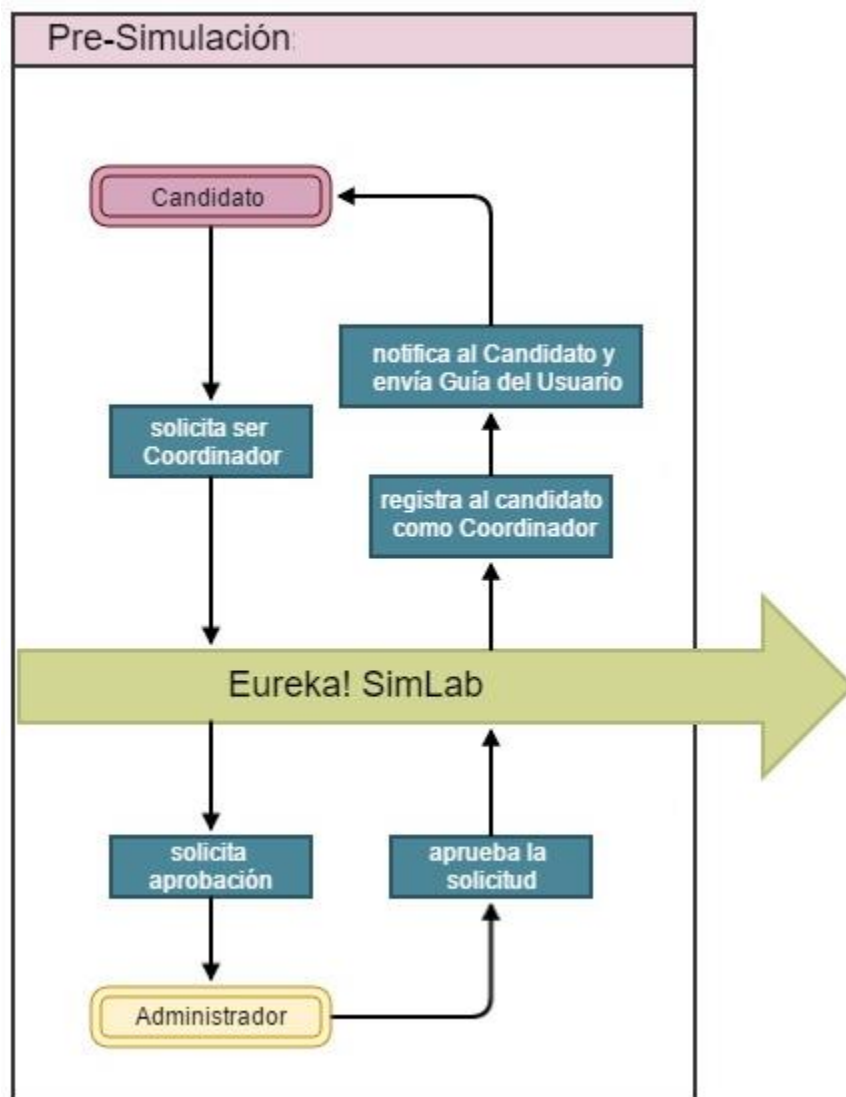 Pre-Simulación:
Candidato
notifica al Candidato y
envía Guía del Usuario
solicita ser
Coordinador
registra al candidato
como Coordinador
Eureka! SimLab
solicita
aprobación
aprueba la
solicitud
Administrador